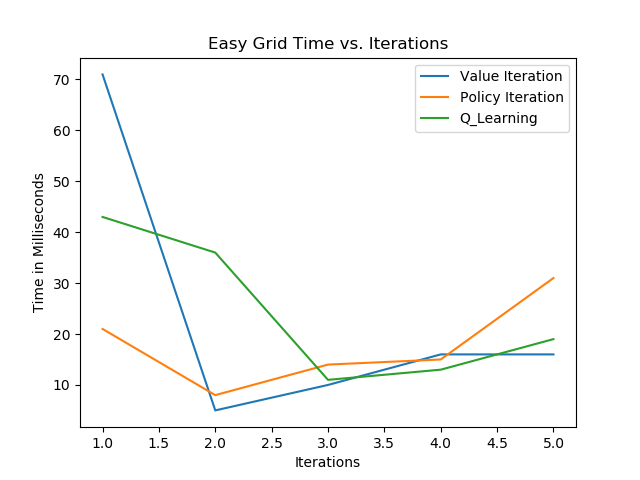 Easy Grid Time vs. Iterations
Value Iteration
Policy Iteration
Q_Learning
Time in Milliseconds
70
60
50
40
30
20
10
1.0 1.5 2.0 2.5 3.0 3.5 4.0 4.5 5.0
Iterations